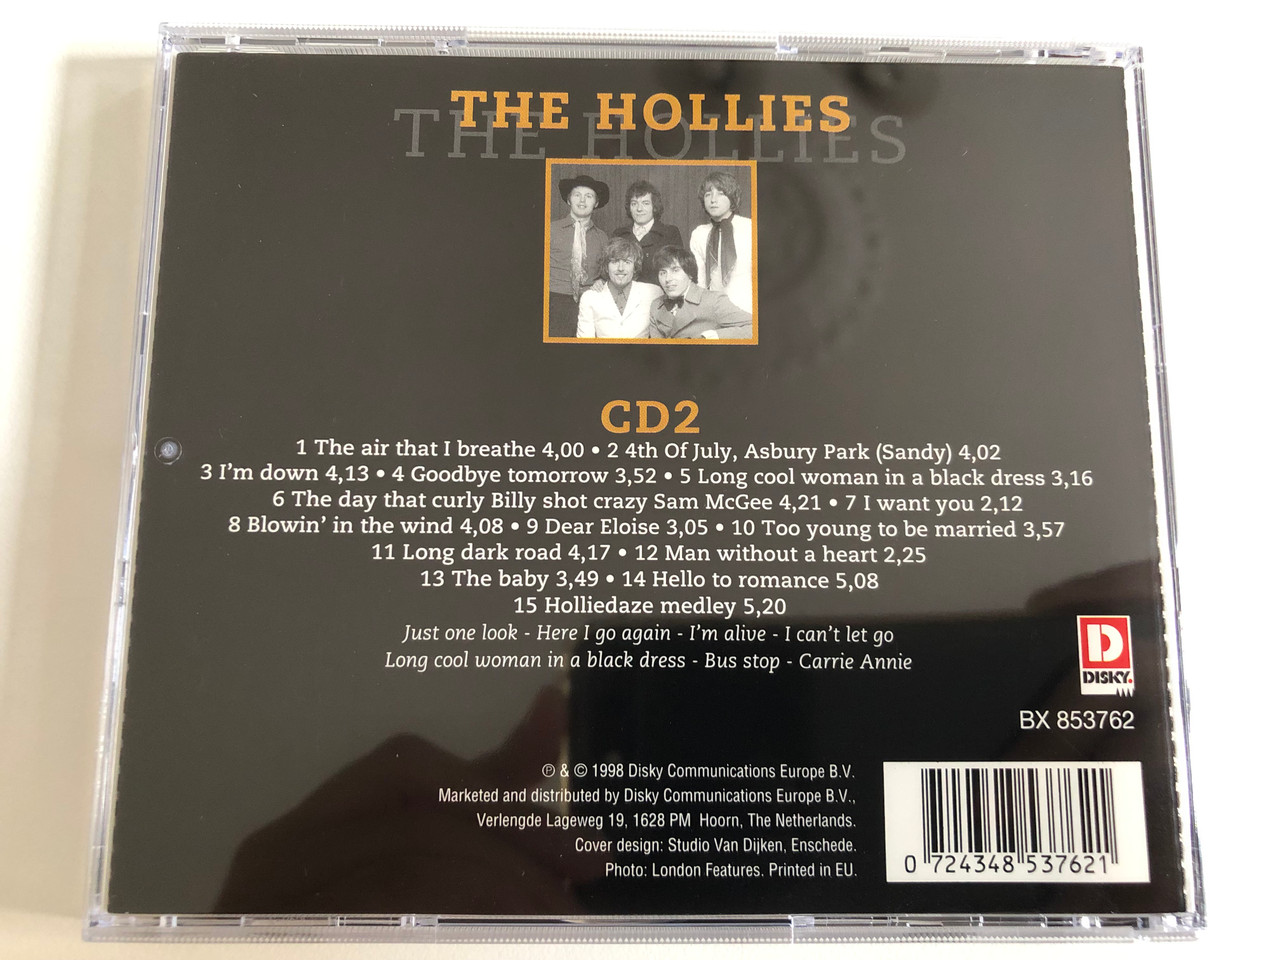 THE HOLLIES
THE HOLLIES
CD2
1 The air that I breathe 4,00 • 2 4th Of July, Asbury Park (Sandy) 4,02
3 I'm down 4,13 • 4 Goodbye tomorrow 3,52 • 5 Long cool woman in a black dress 3,16
6 The day that curly Billy shot crazy Sam McGee 4,21 • 7 I want you 2,12
8 Blowin' in the wind 4,08 • 9 Dear Eloise 3,05 • 10 Too young to be married 3,57
11 Long dark road 4,17 • 12 Man without a heart 2,25
13 The baby 3,49 • 14 Hello to romance 5,08
15 Holliedaze medley 5,20
Just one look - Here I go again - I'm alive - I can't let go
Long cool woman in a black dress - Bus stop - Carrie Annie
D
DISKY.
BX 853762
℗ & © 1998 Disky Communications Europe B.V.
Marketed and distributed by Disky Communications Europe B.V.,
Verlengde Lageweg 19, 1628 PM Hoorn, The Netherlands.
Cover design: Studio Van Dijken, Enschede.
Photo: London Features. Printed in EU.
0 724348 537621